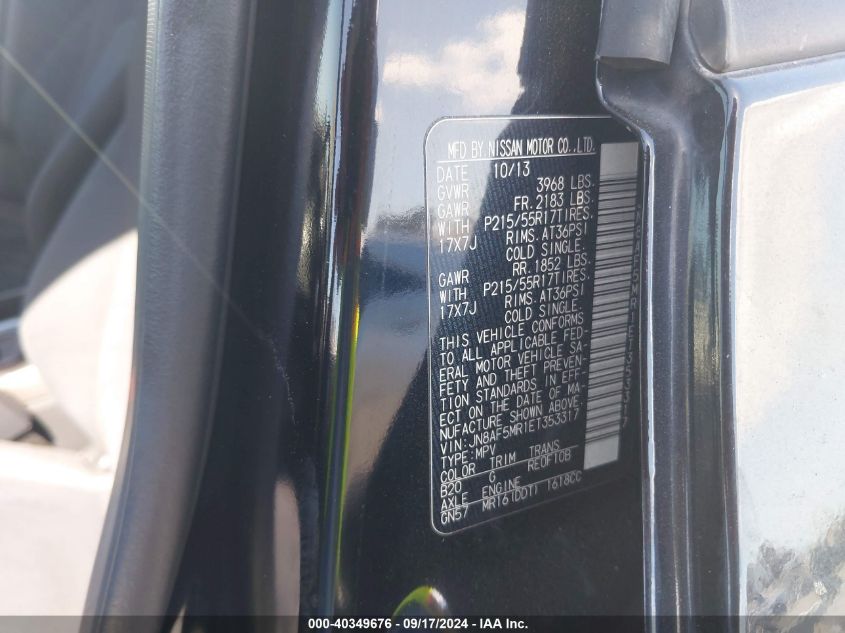 MFD BY NISSAN MOTOR CO.,LTD.
DATE 10/13
GVWR 3968 LBS.
GAWR FR. 2183 LBS.
WITH P215/55R17TIRES.
17X7J RIMS. AT36PSI
COLD SINGLE.
GAWR RR. 1852 LBS.
WITH P215/55R17TIRES.
17X7J RIMS. AT36PSI
COLD SINGLE.
THIS VEHICLE CONFORMS
TO ALL APPLICABLE FED-
ERAL MOTOR VEHICLE SA-
FETY AND THEFT PREVEN-
TION STANDARDS IN EFF-
ECT ON THE DATE OF MA-
NUFACTURE SHOWN ABOVE.
VIN:JN8AF5MR1ET353317
TYPE:MPV
COLOR TRIM TRANS
B20 G RE0F10B
AXLE ENGINE
GN57 MR16(DDT) 1618CC
JN8AF5MR1ET353317
000-40349676 - 09/17/2024 - IAA Inc.